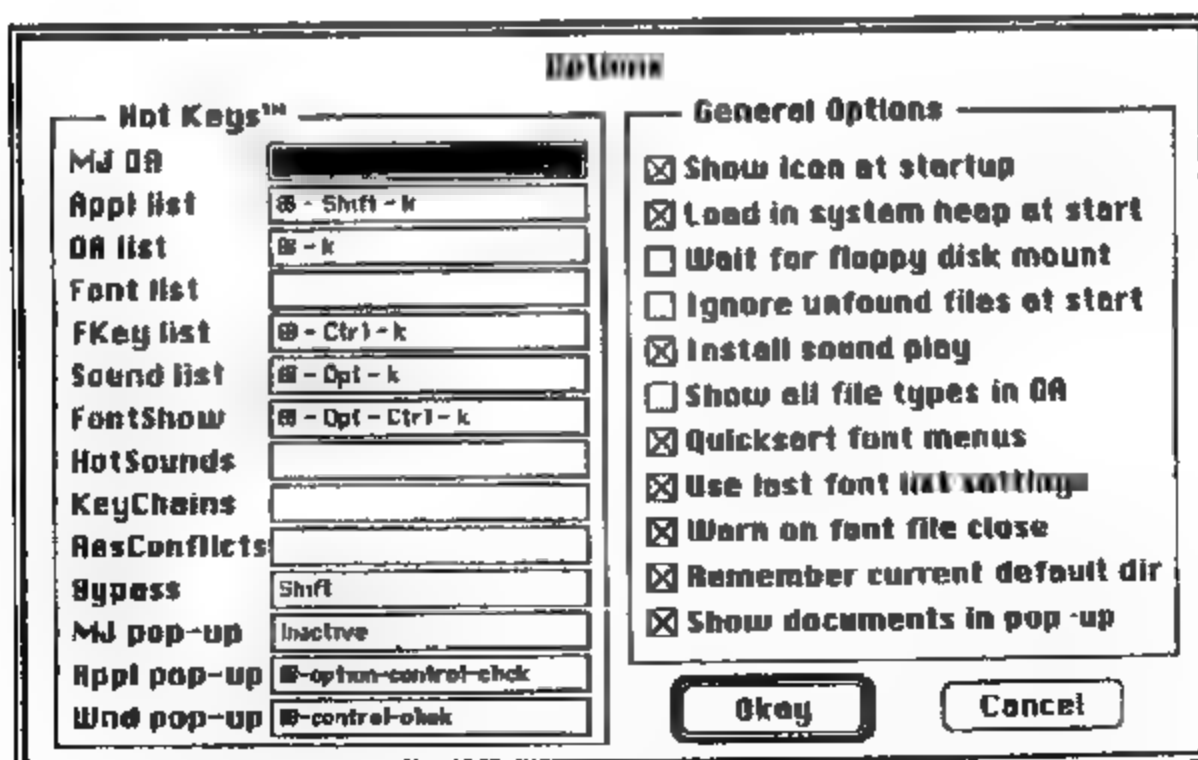 Options
Hot Keys™
MJ DA
Appl list ⌘ - Shift - k
DA list ⌘ - k
Font list
FKey list ⌘ - Ctrl - k
Sound list ⌘ - Opt - k
FontShow ⌘ - Opt - Ctrl - k
HotSounds
KeyChains
ResConflicts
Bypass Shift
MJ pop-up Inactive
Appl pop-up ⌘-option-control-click
Wnd pop-up ⌘-control-click
General Options
Show icon at startup
Load in system heap at start
Wait for floppy disk mount
Ignore unfound files at start
Install sound play
Show all file types in DA
Quicksort font menus
Use last font list setting
Warn on font file close
Remember current default dir
Show documents in pop-up
Okay
Cancel